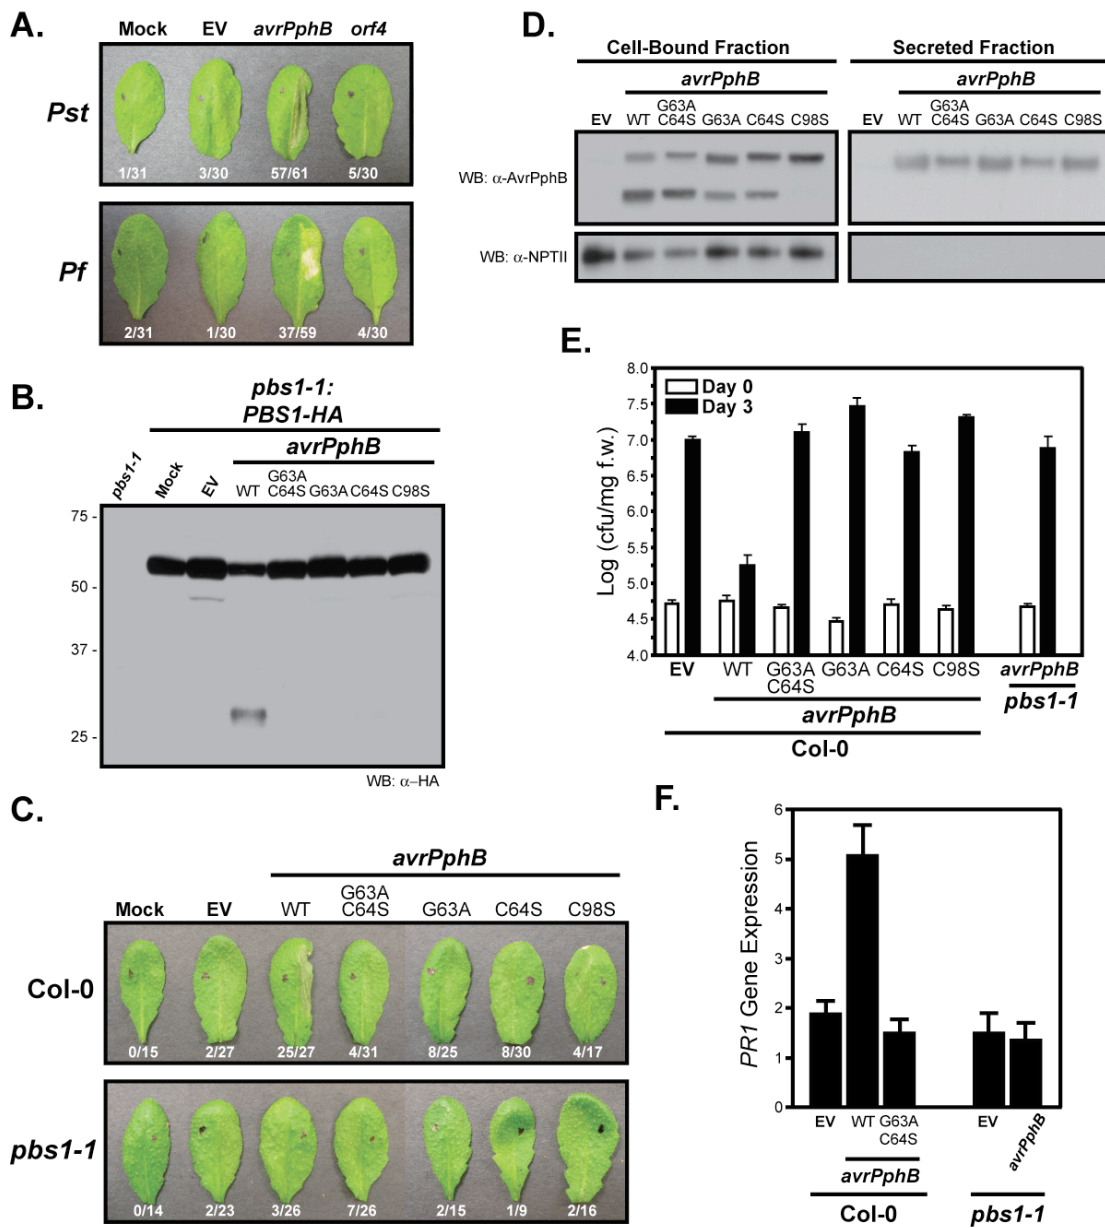 A.
Mock EV avrPphB orf4
Pst
1/31 3/30 57/61 5/30
Pf
2/31 1/30 37/59 4/30
B.
pbs1-1:
PBS1-HA
avrPphB
pbs1-1 Mock EV WT G63A C64S G63A C64S C98S
75 -
50 -
37 -
25 -
WB: α–HA
C.
avrPphB
Mock EV WT G63A C64S G63A C64S C98S
Col-0
0/15 2/27 25/27 4/31 8/25 8/30 4/17
pbs1-1
0/14 2/23 3/26 7/26 2/15 1/9 2/16
D.
Cell-Bound Fraction Secreted Fraction
avrPphB avrPphB
EV WT G63A C64S G63A C64S C98S EV WT G63A C64S G63A C64S C98S
WB: α-AvrPphB
WB: α-NPTII
E.
Day 0
Day 3
Log (cfu/mg f.w.)
8.0
7.5
7.0
6.5
6.0
5.5
5.0
4.5
4.0
EV WT G63A C64S G63A C64S C98S avrPphB
avrPphB pbs1-1
Col-0
F.
PR1 Gene Expression
6
5
4
3
2
1
0
EV WT G63A C64S EV avrPphB
avrPphB
Col-0 pbs1-1